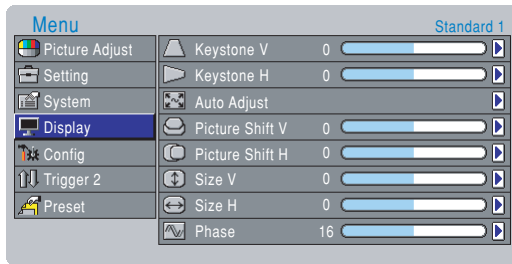 Menu
Standard 1
Picture Adjust
Setting
System
Display
Config
Trigger 2
Preset
Keystone V 0
Keystone H 0
Auto Adjust
Picture Shift V 0
Picture Shift H 0
Size V 0
Size H 0
Phase 16